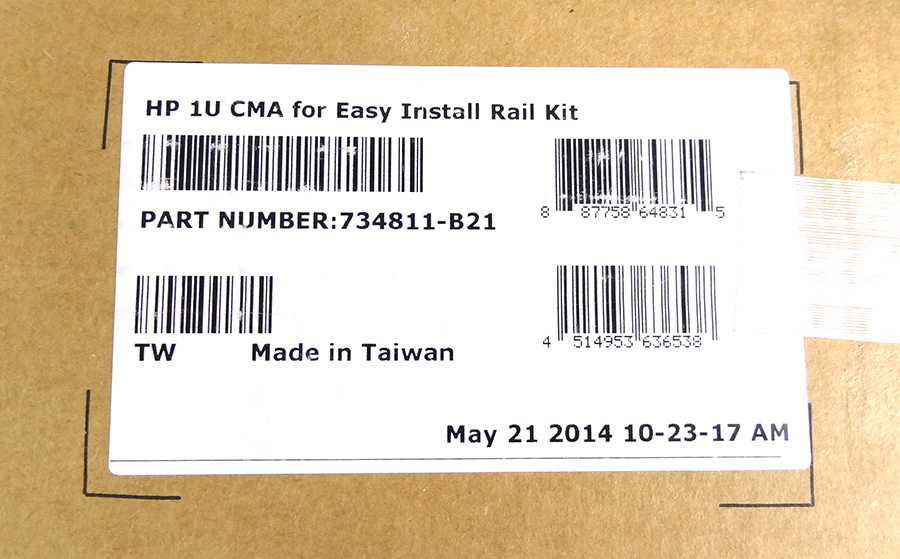 HP 1U CMA for Easy Install Rail Kit
8 87758 64831 5
PART NUMBER:734811-B21
4 514953 636538
TW Made in Taiwan
May 21 2014 10-23-17 AM